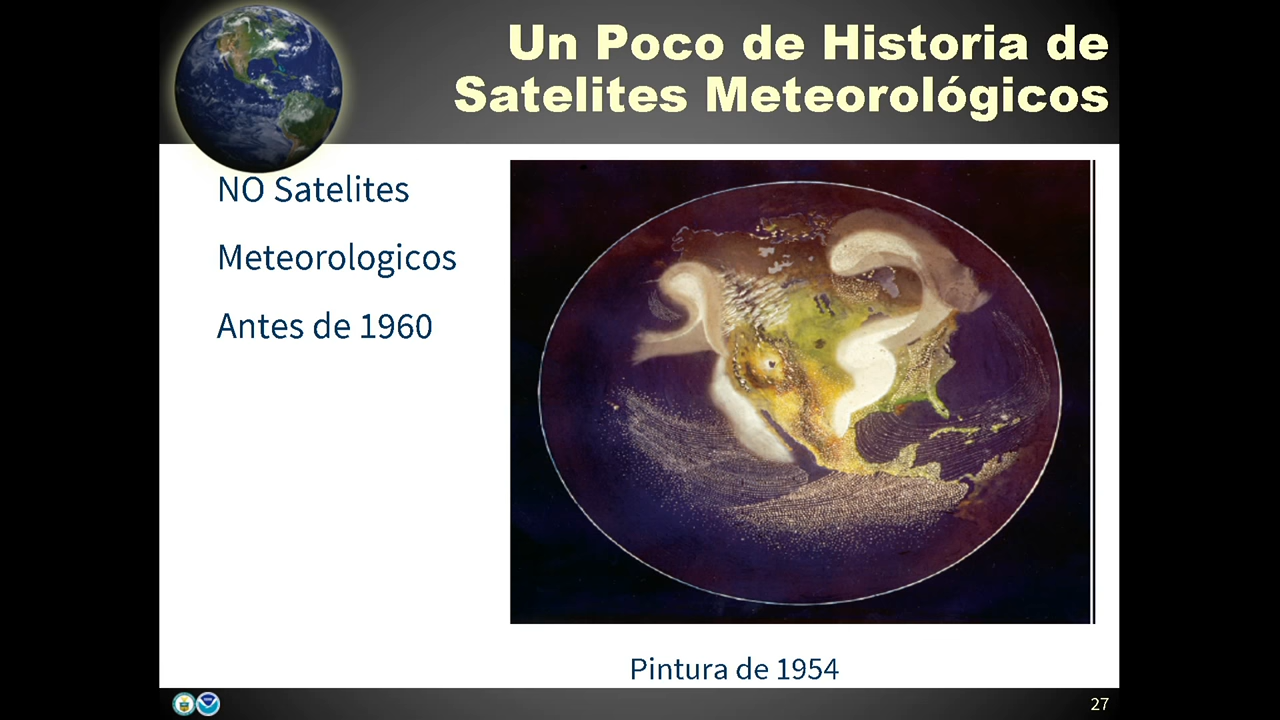 Un Poco de Historia de
Satelites Meteorológicos
NO Satelites
Meteorologicos
Antes de 1960
Pintura de 1954
27